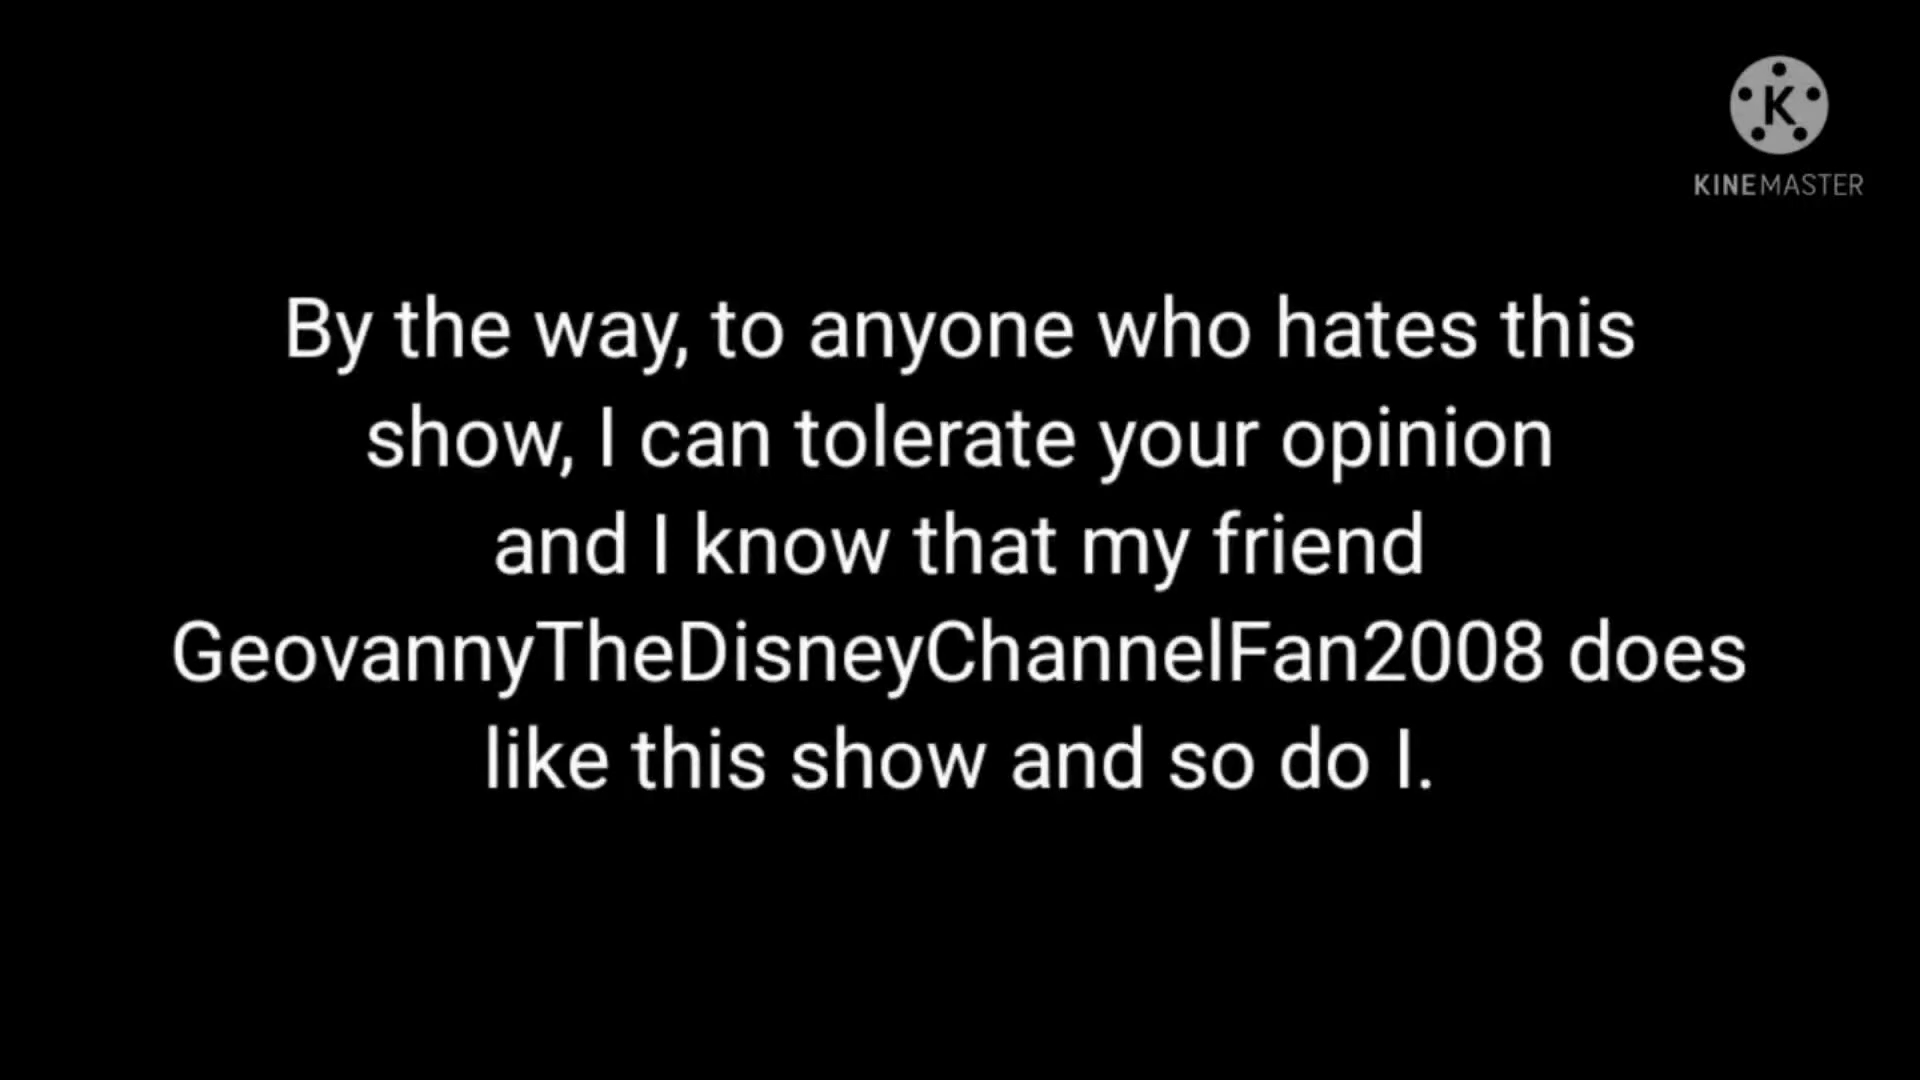 K
KINEMASTER
By the way, to anyone who hates this
show, I can tolerate your opinion
and I know that my friend
GeovannyTheDisneyChannelFan2008 does
like this show and so do I.